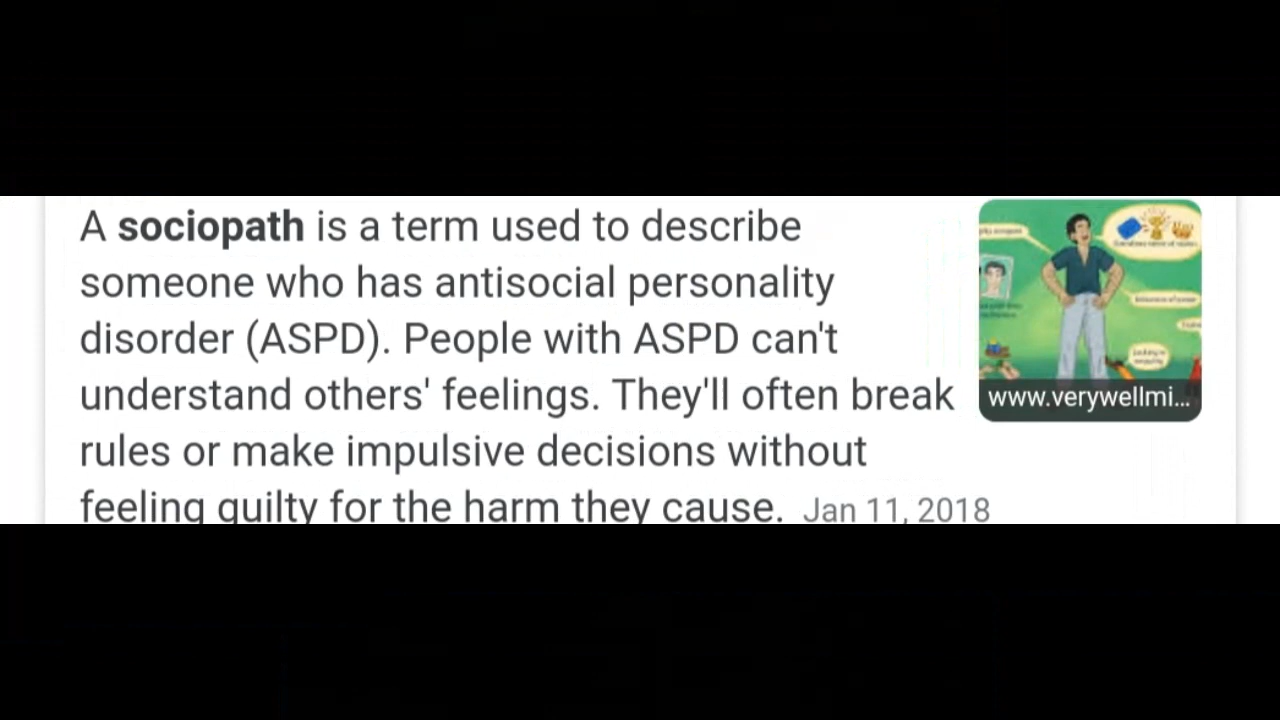 A sociopath is a term used to describe
someone who has antisocial personality
disorder (ASPD). People with ASPD can't
understand others' feelings. They'll often break
rules or make impulsive decisions without
feeling guilty for the harm they cause. Jan 11, 2018
www.verywellmi...